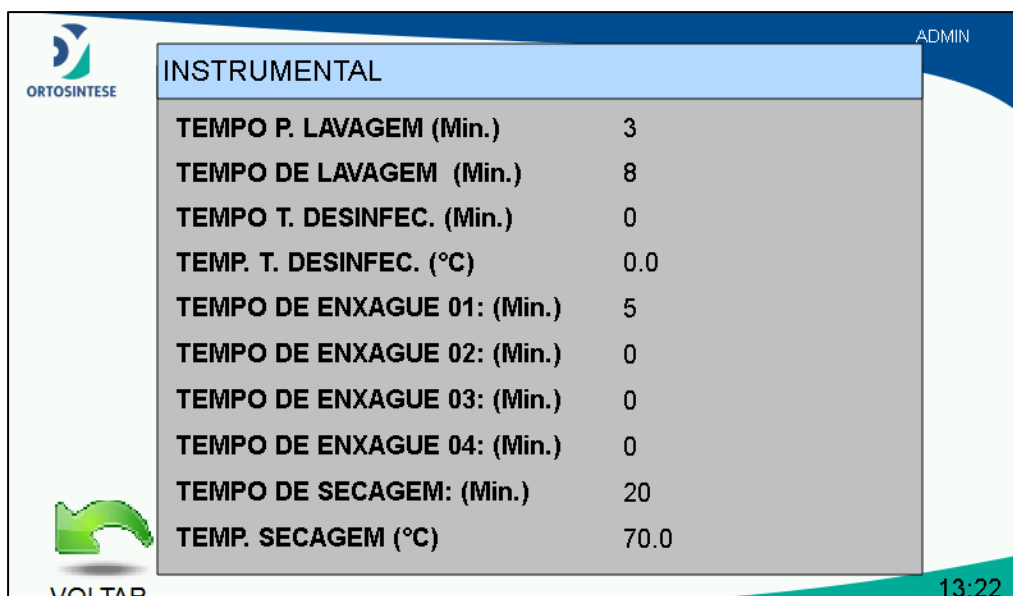 ADMIN
ORTOSINTESE
INSTRUMENTAL
TEMPO P. LAVAGEM (Min.) 3
TEMPO DE LAVAGEM (Min.) 8
TEMPO T. DESINFEC. (Min.) 0
TEMP. T. DESINFEC. (°C) 0.0
TEMPO DE ENXAGUE 01: (Min.) 5
TEMPO DE ENXAGUE 02: (Min.) 0
TEMPO DE ENXAGUE 03: (Min.) 0
TEMPO DE ENXAGUE 04: (Min.) 0
TEMPO DE SECAGEM: (Min.) 20
TEMP. SECAGEM (°C) 70.0
VOLTAR
13:22